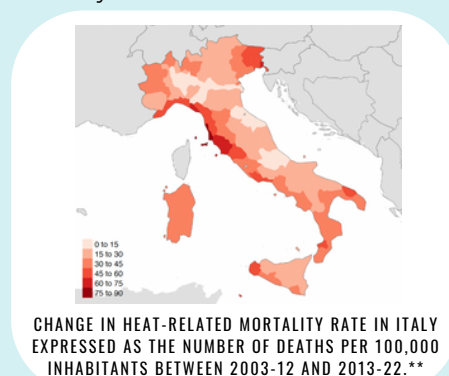 0 to 15
15 to 30
30 to 45
45 to 60
60 to 75
75 to 90
CHANGE IN HEAT-RELATED MORTALITY RATE IN ITALY
EXPRESSED AS THE NUMBER OF DEATHS PER 100,000
INHABITANTS BETWEEN 2003-12 AND 2013-22.**